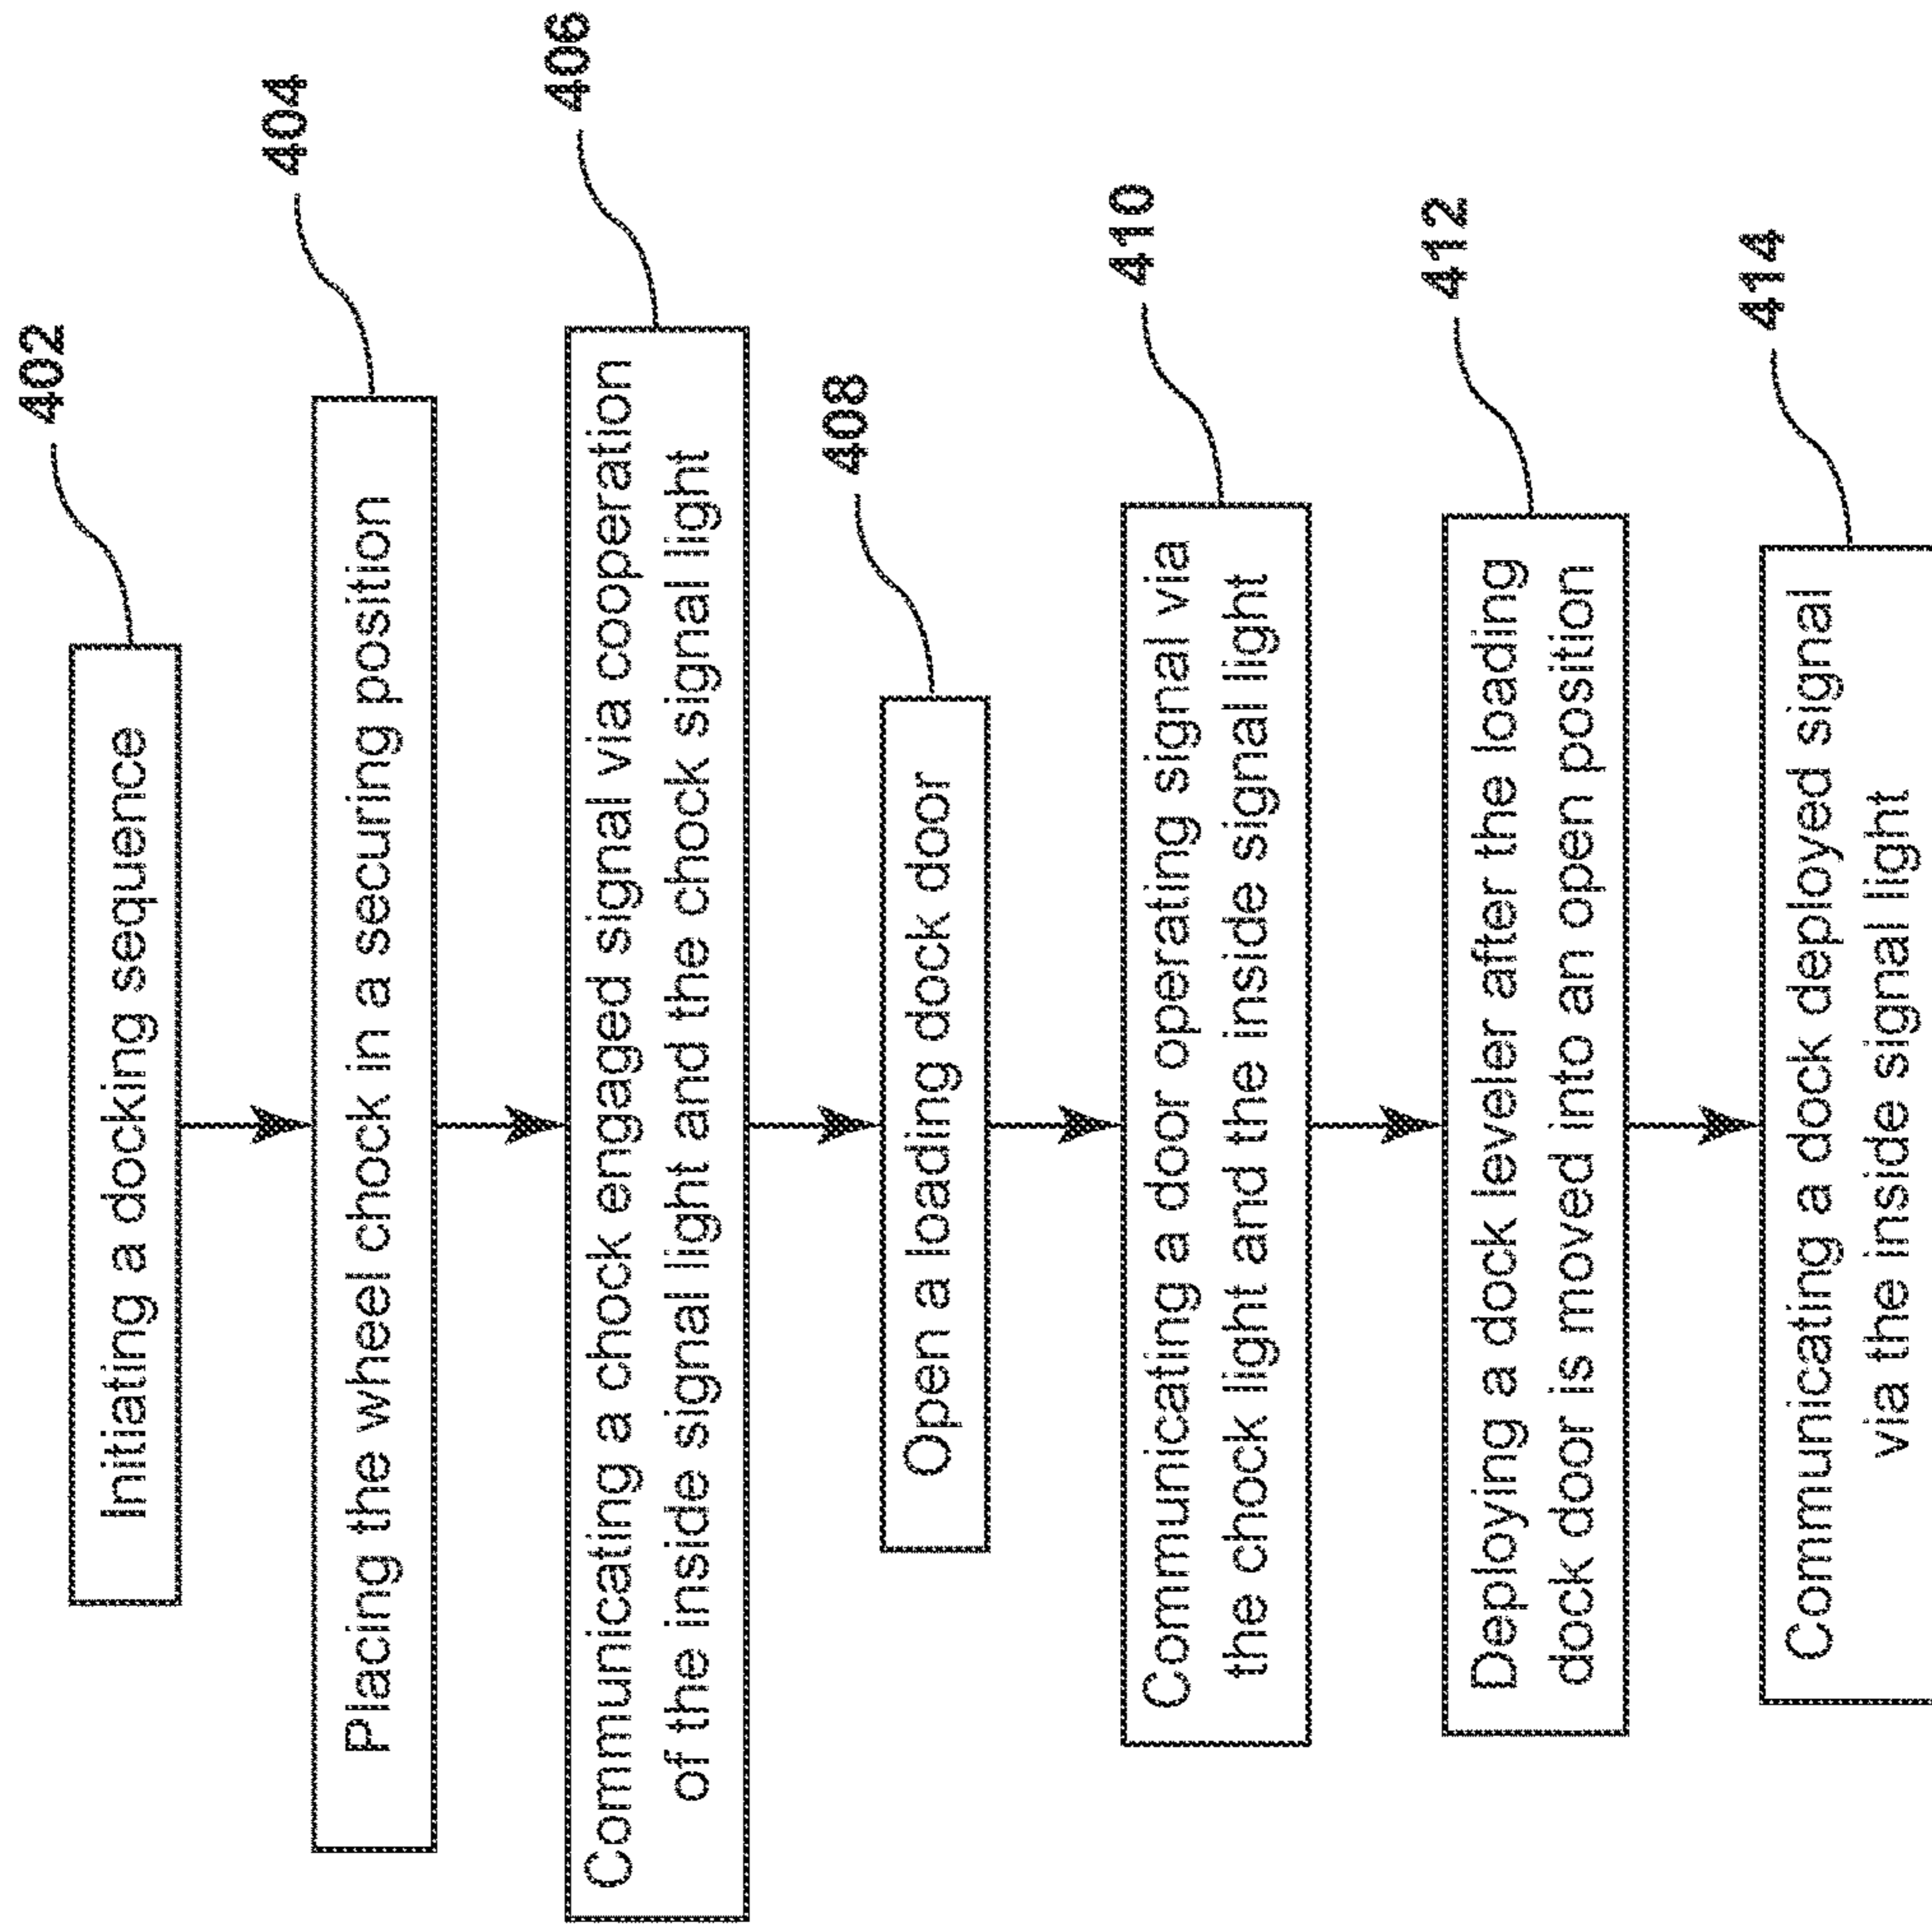 402
Initiating a docking sequence
404
Placing the wheel chock in a securing position
406
Communicating a chock engaged signal via cooperation
of the inside signal light and the chock signal light
408
Open a loading dock door
410
Communicating a door operating signal via
the chock light and the inside signal light
412
Deploying a dock leveler after the loading
dock door is moved into an open position
414
Communicating a dock deployed signal
via the inside signal light